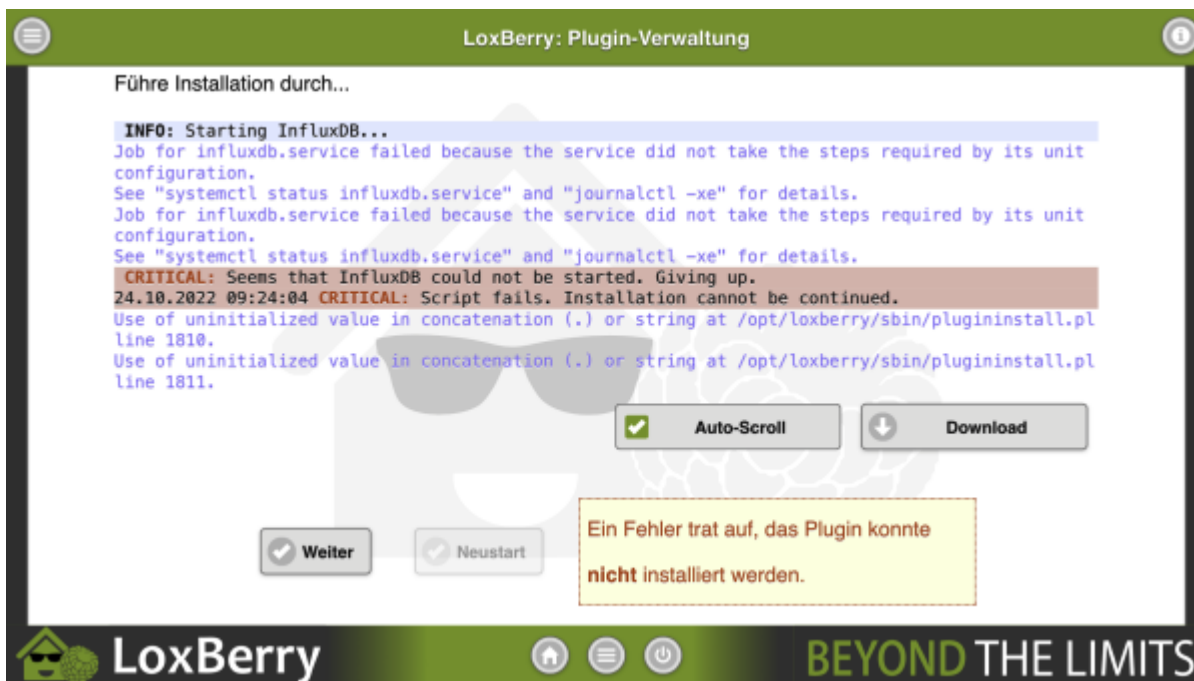 LoxBerry: Plugin-Verwaltung
Führe Installation durch...
INFO: Starting InfluxDB...
Job for influxdb.service failed because the service did not take the steps required by its unit
configuration.
See "systemctl status influxdb.service" and "journalctl -xe" for details.
Job for influxdb.service failed because the service did not take the steps required by its unit
configuration.
See "systemctl status influxdb.service" and "journalctl -xe" for details.
CRITICAL: Seems that InfluxDB could not be started. Giving up.
24.10.2022 09:24:04 CRITICAL: Script fails. Installation cannot be continued.
Use of uninitialized value in concatenation (.) or string at /opt/loxberry/sbin/plugininstall.pl
line 1810.
Use of uninitialized value in concatenation (.) or string at /opt/loxberry/sbin/plugininstall.pl
line 1811.
Auto-Scroll
Download
Weiter
Neustart
Ein Fehler trat auf, das Plugin konnte
nicht installiert werden.
LoxBerry
BEYOND THE LIMITS